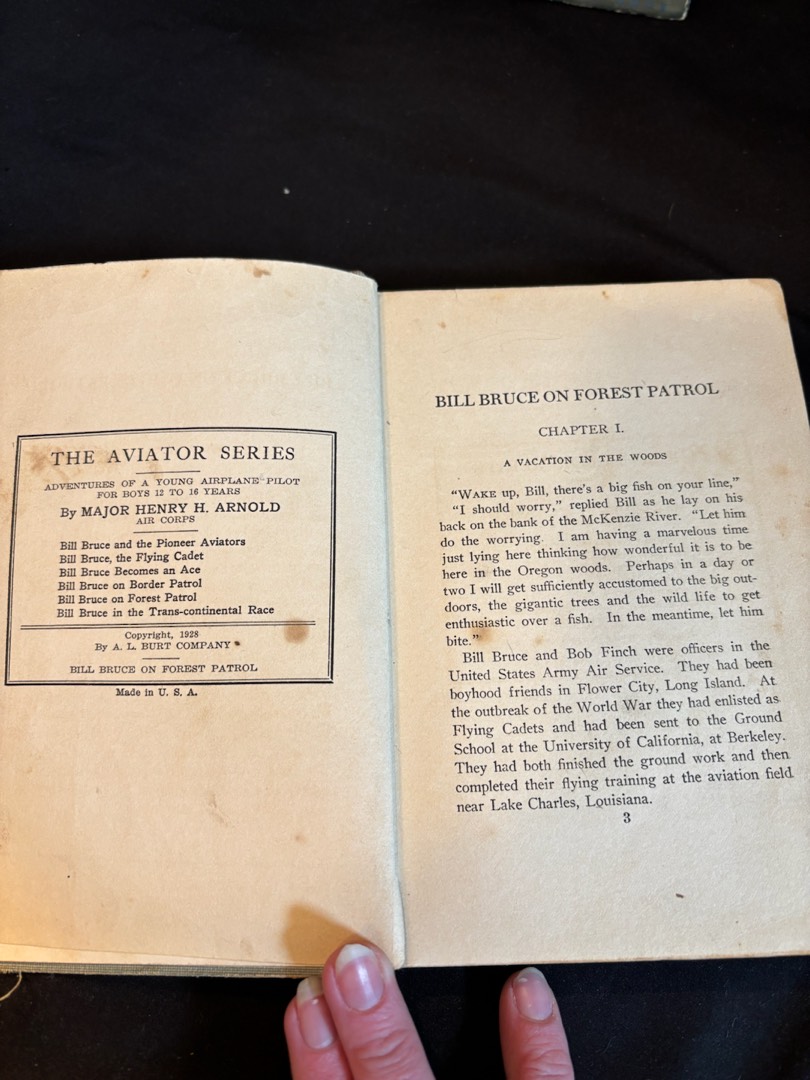 THE AVIATOR SERIES
ADVENTURES OF A YOUNG AIRPLANE PILOT
FOR BOYS 12 TO 16 YEARS
By MAJOR HENRY H. ARNOLD
AIR CORPS
Bill Bruce and the Pioneer Aviators
Bill Bruce, the Flying Cadet
Bill Bruce Becomes an Ace
Bill Bruce on Border Patrol
Bill Bruce on Forest Patrol
Bill Bruce in the Trans-continental Race
Copyright, 1928
By A. L. BURT COMPANY
BILL BRUCE ON FOREST PATROL
Made in U. S. A.
BILL BRUCE ON FOREST PATROL
CHAPTER I.
A VACATION IN THE WOODS
“WAKE up, Bill, there’s a big fish on your line,”
“I should worry,” replied Bill as he lay on his
back on the bank of the McKenzie River. “Let him
do the worrying. I am having a marvelous time
just lying here thinking how wonderful it is to be
here in the Oregon woods. Perhaps in a day or
two I will get sufficiently accustomed to the big out-
doors, the gigantic trees and the wild life to get
enthusiastic over a fish. In the meantime, let him
bite.”
Bill Bruce and Bob Finch were officers in the
United States Army Air Service. They had been
boyhood friends in Flower City, Long Island. At
the outbreak of the World War they had enlisted as
Flying Cadets and had been sent to the Ground
School at the University of California, at Berkeley.
They had both finished the ground work and then
completed their flying training at the aviation field
near Lake Charles, Louisiana.
3